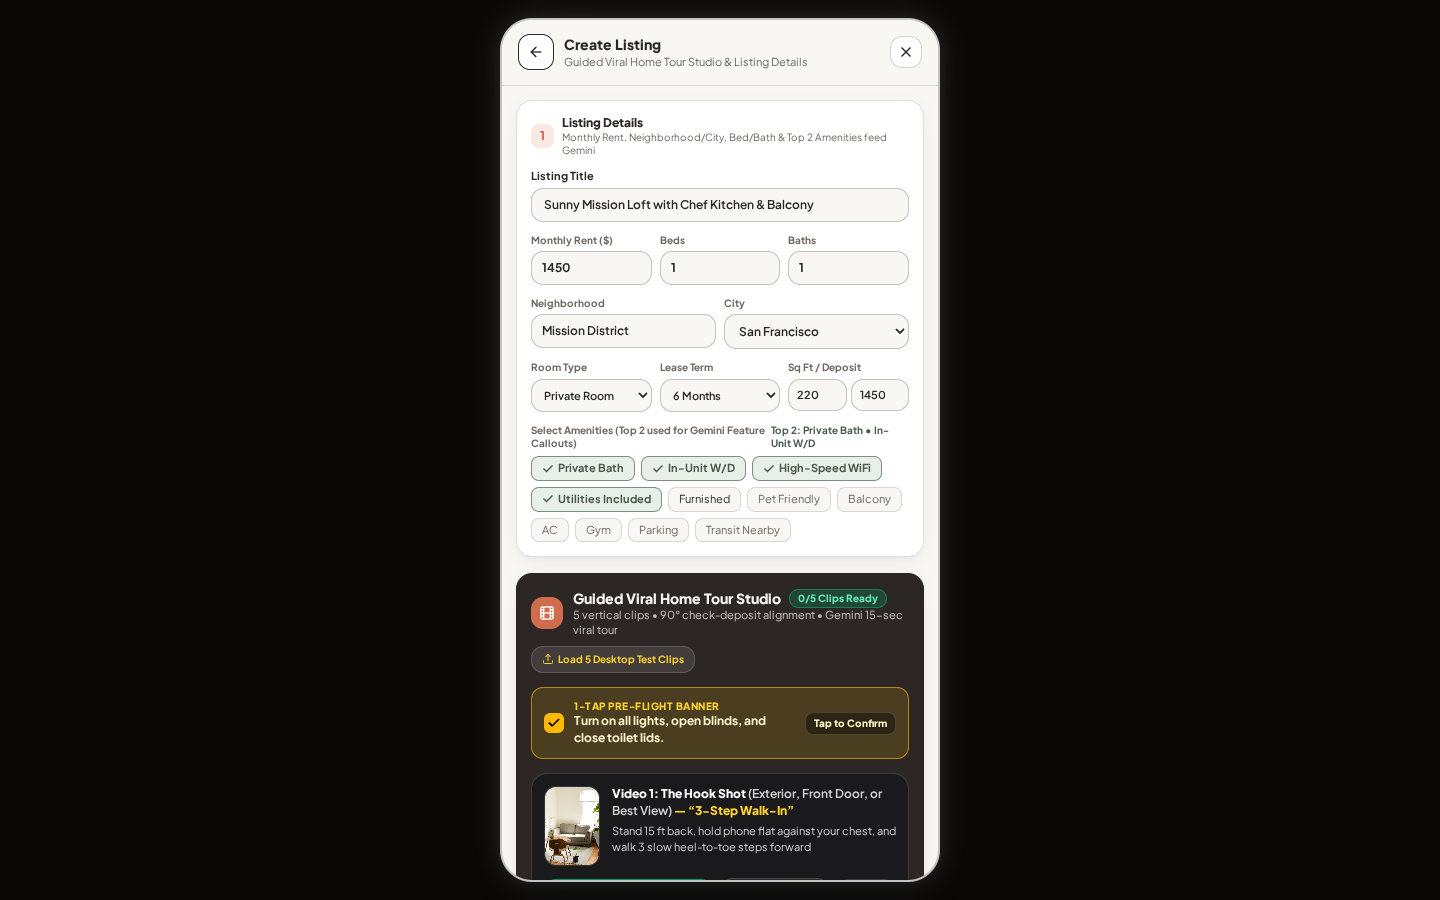 Create Listing
Guided Viral Home Tour Studio & Listing Details
1
Listing Details
Monthly Rent, Neighborhood/City, Bed/Bath & Top 2 Amenities feed
Gemini
Listing Title
Sunny Mission Loft with Chef Kitchen & Balcony
Monthly Rent ($) Beds Baths
1450 1 1
Neighborhood City
Mission District San Francisco
Room Type Lease Term Sq Ft / Deposit
Private Room 6 Months 220 1450
Select Amenities (Top 2 used for Gemini Feature
Callouts)
Top 2: Private Bath • In-
Unit W/D
Private Bath In-Unit W/D High-Speed WiFi
Utilities Included Furnished Pet Friendly Balcony
AC Gym Parking Transit Nearby
Guided Viral Home Tour Studio 0/5 Clips Ready
5 vertical clips • 90° check-deposit alignment • Gemini 15-sec
viral tour
Load 5 Desktop Test Clips
1-TAP PRE-FLIGHT BANNER
Turn on all lights, open blinds, and
close toilet lids.
Tap to Confirm
Video 1: The Hook Shot (Exterior, Front Door, or
Best View) — “3-Step Walk-In”
Stand 15 ft back, hold phone flat against your chest, and
walk 3 slow heel-to-toe steps forward